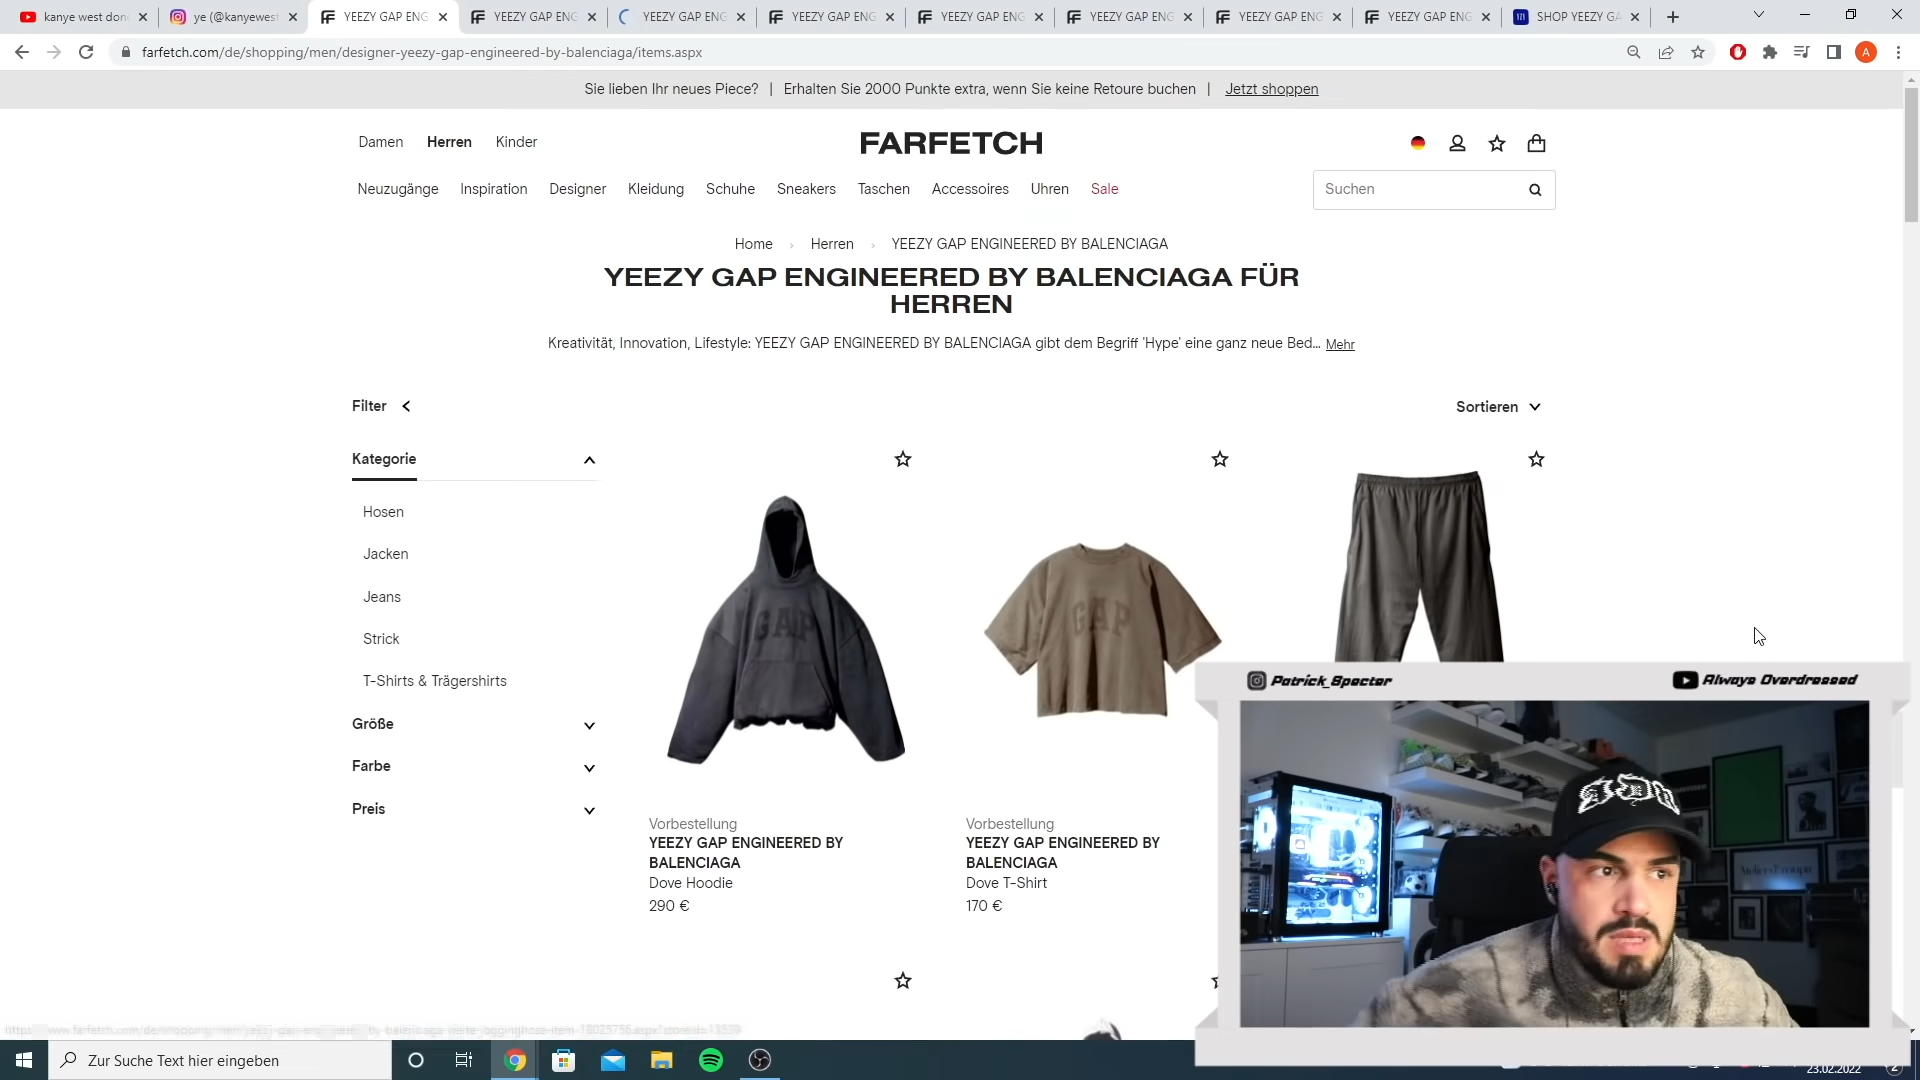 kanye west don
ye (@kanyewest
YEEZY GAP ENG
YEEZY GAP ENG
YEEZY GAP ENG
YEEZY GAP ENG
YEEZY GAP ENG
YEEZY GAP ENG
YEEZY GAP ENG
YEEZY GAP ENG
SHOP YEEZY GA
farfetch.com/de/shopping/men/designer-yeezy-gap-engineered-by-balenciaga/items.aspx
A
Sie lieben Ihr neues Piece? | Erhalten Sie 2000 Punkte extra, wenn Sie keine Retoure buchen | Jetzt shoppen
Damen Herren Kinder
FARFETCH
Neuzugänge Inspiration Designer Kleidung Schuhe Sneakers Taschen Accessoires Uhren Sale
Suchen
Home › Herren › YEEZY GAP ENGINEERED BY BALENCIAGA
YEEZY GAP ENGINEERED BY BALENCIAGA FÜR
HERREN
Kreativität, Innovation, Lifestyle: YEEZY GAP ENGINEERED BY BALENCIAGA gibt dem Begriff 'Hype' eine ganz neue Bed... Mehr
Filter
Sortieren
Kategorie
Hosen
Jacken
Jeans
Strick
T-Shirts & Trägershirts
Größe
Farbe
Preis
GAP
GAP
Vorbestellung
YEEZY GAP ENGINEERED BY
BALENCIAGA
Dove Hoodie
290 €
Vorbestellung
YEEZY GAP ENGINEERED BY
BALENCIAGA
Dove T-Shirt
170 €
Patrick_Specter
Always Overdressed
Zur Suche Text hier eingeben
23.02.2022
2